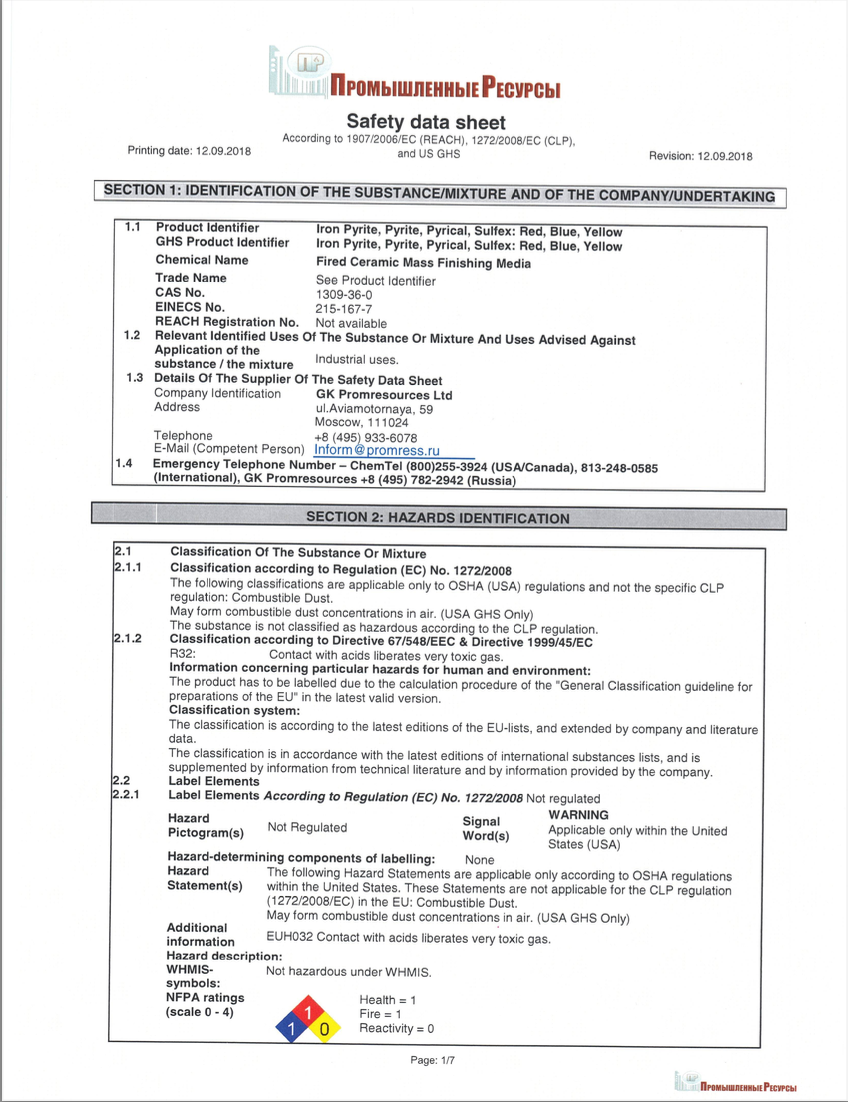 ПР
ПРОМЫШЛЕННЫЕ РЕСУРСЫ
Safety data sheet
According to 1907/2006/EC (REACH), 1272/2008/EC (CLP),
and US GHS
Printing date: 12.09.2018
Revision: 12.09.2018
SECTION 1: IDENTIFICATION OF THE SUBSTANCE/MIXTURE AND OF THE COMPANY/UNDERTAKING
1.1 Product Identifier Iron Pyrite, Pyrite, Pyrical, Sulfex: Red, Blue, Yellow
GHS Product Identifier Iron Pyrite, Pyrite, Pyrical, Sulfex: Red, Blue, Yellow
Chemical Name Fired Ceramic Mass Finishing Media
Trade Name See Product Identifier
CAS No. 1309-36-0
EINECS No. 215-167-7
REACH Registration No. Not available
1.2 Relevant Identified Uses Of The Substance Or Mixture And Uses Advised Against
Application of the
substance / the mixture Industrial uses.
1.3 Details Of The Supplier Of The Safety Data Sheet
Company Identification GK Promresources Ltd
Address ul.Aviamotornaya, 59
Moscow, 111024
Telephone +8 (495) 933-6078
E-Mail (Competent Person) Inform@promress.ru
1.4 Emergency Telephone Number – ChemTel (800)255-3924 (USA/Canada), 813-248-0585
(International), GK Promresources +8 (495) 782-2942 (Russia)
SECTION 2: HAZARDS IDENTIFICATION
2.1 Classification Of The Substance Or Mixture
2.1.1 Classification according to Regulation (EC) No. 1272/2008
The following classifications are applicable only to OSHA (USA) regulations and not the specific CLP
regulation: Combustible Dust.
May form combustible dust concentrations in air. (USA GHS Only)
The substance is not classified as hazardous according to the CLP regulation.
2.1.2 Classification according to Directive 67/548/EEC & Directive 1999/45/EC
R32: Contact with acids liberates very toxic gas.
Information concerning particular hazards for human and environment:
The product has to be labelled due to the calculation procedure of the "General Classification guideline for
preparations of the EU" in the latest valid version.
Classification system:
The classification is according to the latest editions of the EU-lists, and extended by company and literature
data.
The classification is in accordance with the latest editions of international substances lists, and is
supplemented by information from technical literature and by information provided by the company.
2.2 Label Elements
2.2.1 Label Elements According to Regulation (EC) No. 1272/2008 Not regulated
Hazard
Pictogram(s) Not Regulated
Signal
Word(s)
WARNING
Applicable only within the United
States (USA)
Hazard-determining components of labelling: None
Hazard
Statement(s)
The following Hazard Statements are applicable only according to OSHA regulations
within the United States. These Statements are not applicable for the CLP regulation
(1272/2008/EC) in the EU: Combustible Dust.
May form combustible dust concentrations in air. (USA GHS Only)
Additional
information EUH032 Contact with acids liberates very toxic gas.
Hazard description:
WHMIS-
symbols: Not hazardous under WHMIS.
NFPA ratings
(scale 0 - 4)
1
1 0
Health = 1
Fire = 1
Reactivity = 0
Page: 1/7
ПРОМЫШЛЕННЫЕ РЕСУРСЫ